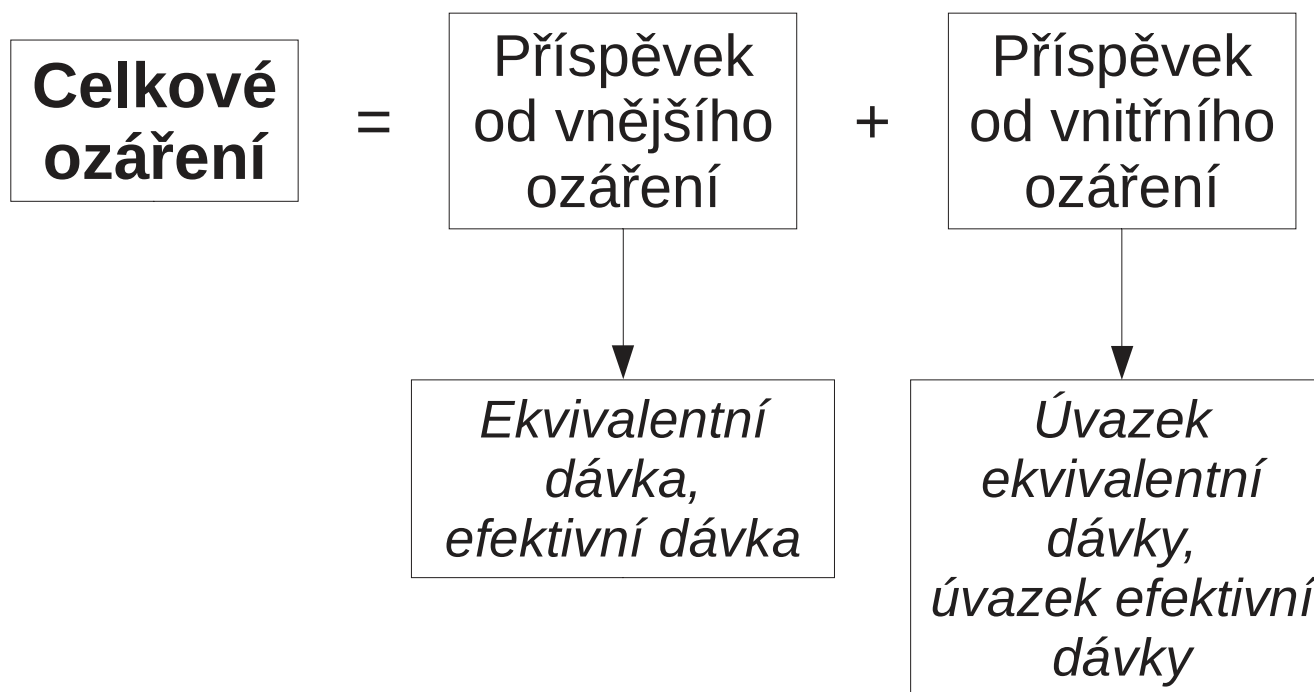 Celkové
ozáření
=
Příspěvek
od vnějšího
ozáření
+
Příspěvek
od vnitřního
ozáření
Ekvivalentní
dávka,
efektivní dávka
Úvazek
ekvivalentní
dávky,
úvazek efektivní
dávky